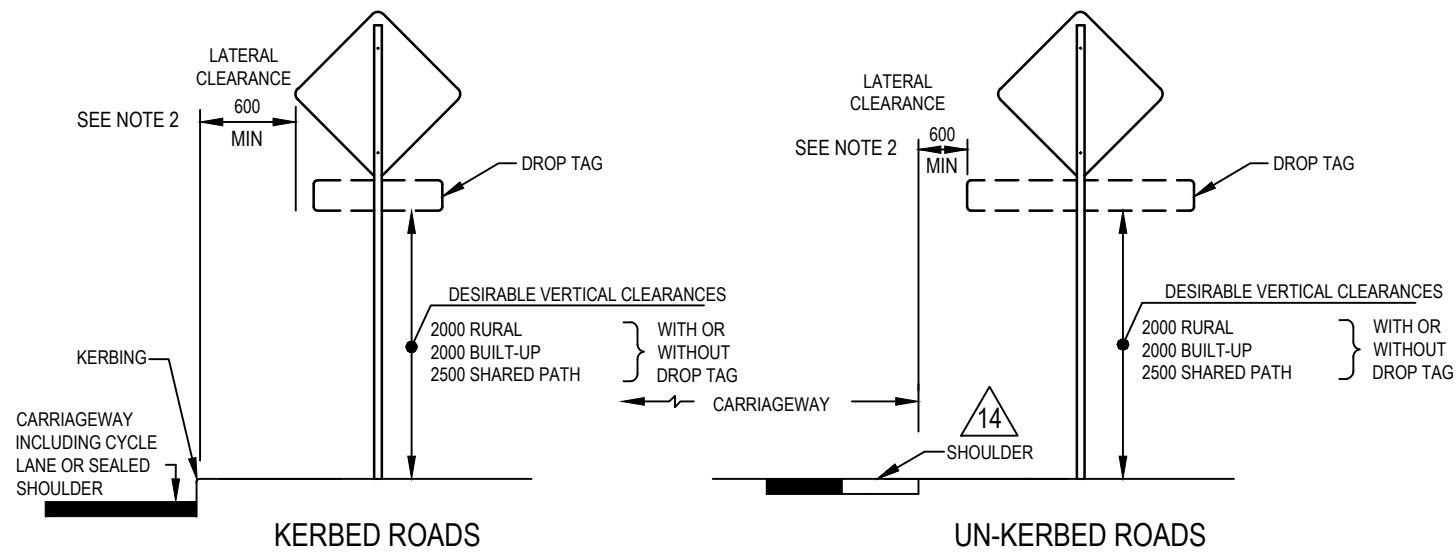 LATERAL
CLEARANCE
600
SEE NOTE 2
MIN
DROP TAG
DESIRABLE VERTICAL CLEARANCES
2000 RURAL
2000 BUILT-UP
2500 SHARED PATH
WITH OR
WITHOUT
DROP TAG
KERBING
CARRIAGEWAY
INCLUDING CYCLE
LANE OR SEALED
SHOULDER
KERBED ROADS
LATERAL
CLEARANCE
600
SEE NOTE 2
MIN
DROP TAG
DESIRABLE VERTICAL CLEARANCES
2000 RURAL
2000 BUILT-UP
2500 SHARED PATH
WITH OR
WITHOUT
DROP TAG
CARRIAGEWAY
14
SHOULDER
UN-KERBED ROADS